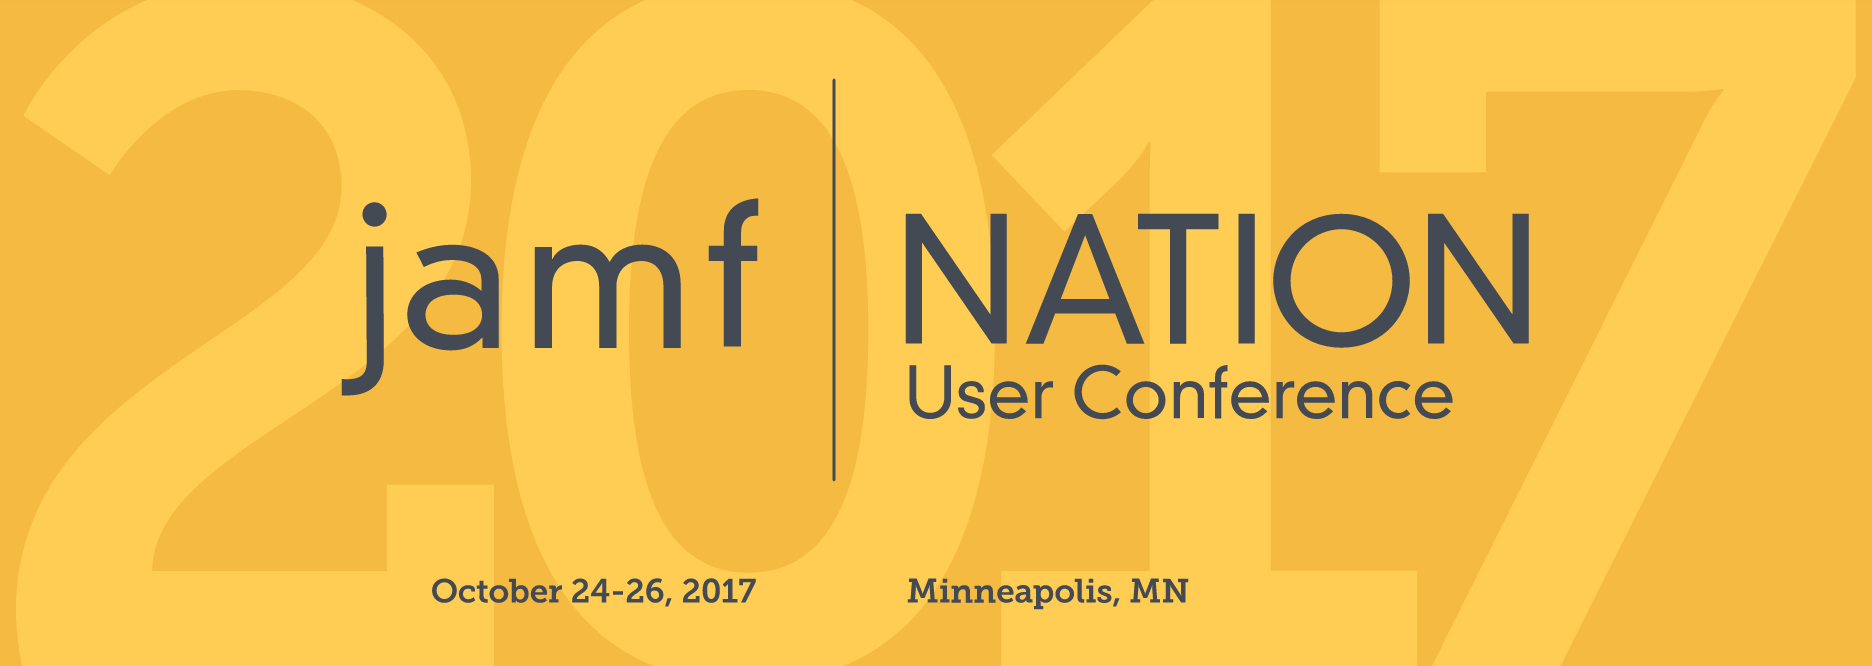 2017
jamf
NATION
User Conference
October 24-26, 2017
Minneapolis, MN